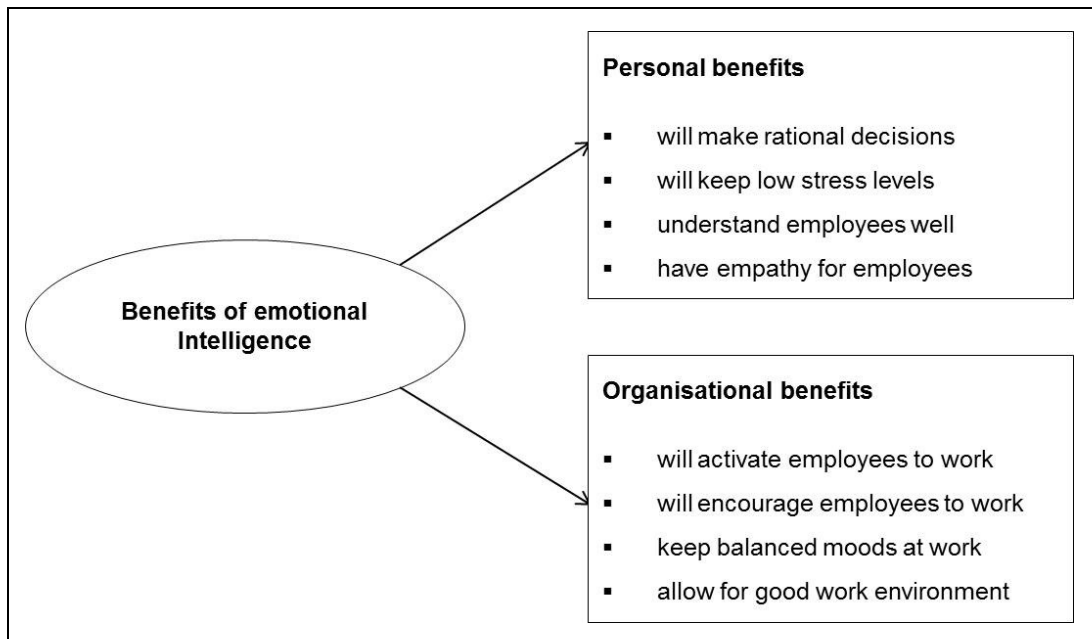 Benefits of emotional
Intelligence
Personal benefits
▪ will make rational decisions
▪ will keep low stress levels
▪ understand employees well
▪ have empathy for employees
Organisational benefits
▪ will activate employees to work
▪ will encourage employees to work
▪ keep balanced moods at work
▪ allow for good work environment